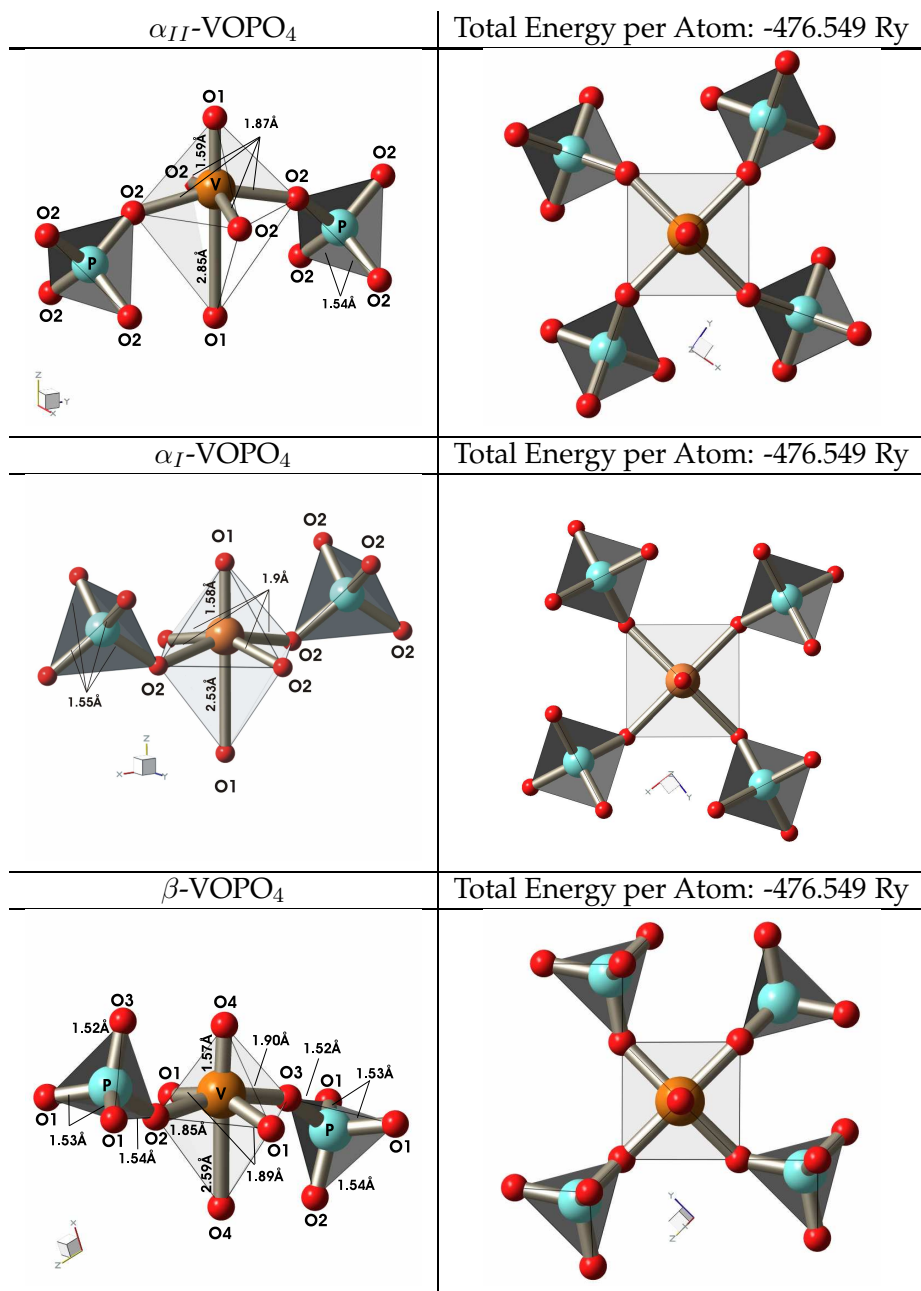 α_II-VOPO₄ Total Energy per Atom: -476.549 Ry
O1
1.87Å
1.59Å
O2 O2
V
O2 O2
O2 P
O2
P 2.85Å O2
O2
O2 1.54Å
O2 O1
Z
Y
X
Y
Z
X
α_I-VOPO₄ Total Energy per Atom: -476.549 Ry
O2
O1 O2
1.9Å
1.58Å
O2 O2
O2 O2
1.55Å 2.53Å
Z
O1
X Y
Z
X Y
β-VOPO₄ Total Energy per Atom: -476.549 Ry
O3 O4
1.52Å 1.57Å 1.90Å
1.52Å
O1 O3 O1 1.53Å
P V
O1 O1 O2 1.85Å O1 P O1
1.53Å
1.54Å 1.89Å
2.59Å 1.54Å
O2
O4
X
Z
Y
X
Z